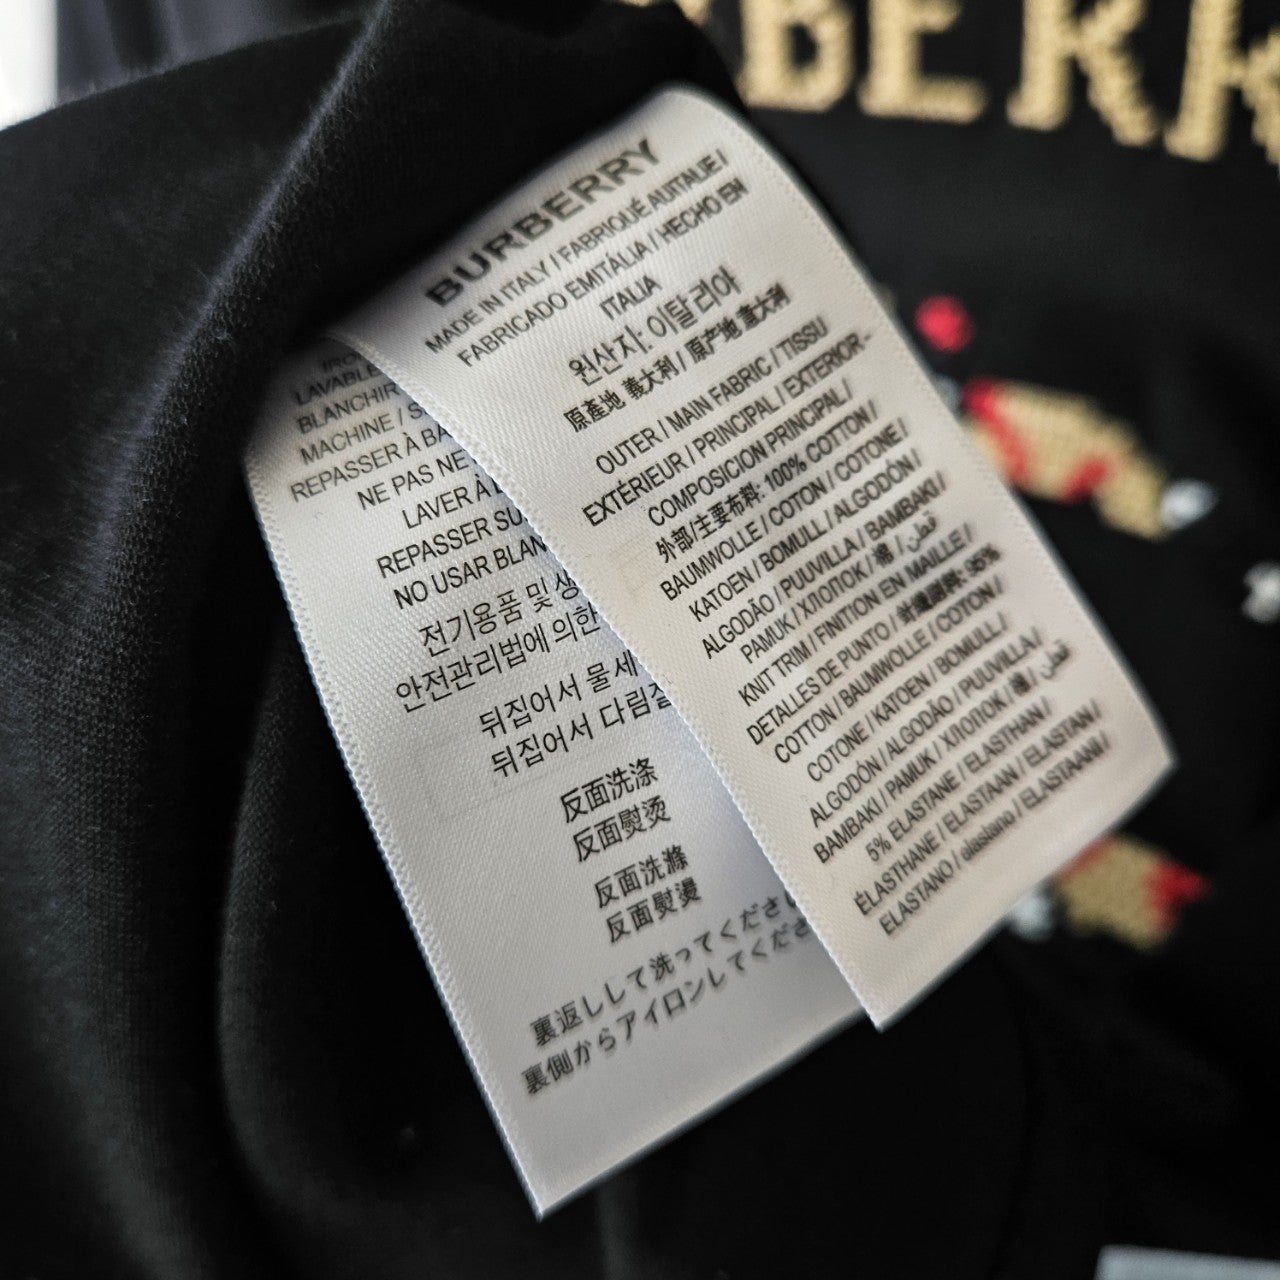 BERR
BURBERRY
MADE IN ITALY / FABRIQUÉ AUITALIE /
FABRICADO EMITÁLIA / HECHO EN
ITALIA
원산지: 이탈리아
原產地 義大利 / 原产地 意大利
OUTER / MAIN FABRIC / TISSU
EXTÉRIEUR / PRINCIPAL / EXTERIOR -
COMPOSICION PRINCIPAL /
外部/主要布料: 100% COTTON /
BAUMWOLLE / COTON / COTONE /
KATOEN / BOMULL / ALGODÓN /
ALGODÃO / PUUVILLA / BAMBAKI /
PAMUK / ХЛОПОК / 棉 / قطن /
KNIT TRIM / FINITION EN MAILLE /
DETALLES DE PUNTO / 95%
COTTON / BAUMWOLLE / COTON /
COTONE / KATOEN / BOMULL /
ALGODÓN / ALGODÃO / PUUVILLA /
BAMBAKI / PAMUK / ХЛОПОК / 棉 / قطن /
5% ELASTANE / ELASTHAN /
ÉLASTHANE / ELASTAAN / ELASTAN /
ELASTANO / elastano / ELASTAANI /
LAVABLE
BLANCHIR
MACHINE / S
REPASSER À BA
NE PAS NE
LAVER À L
REPASSER SU
NO USAR BLAN
전기용품 및 생
안전관리법에 의한
뒤집어서 물세
뒤집어서 다림질
反面洗涤
反面熨烫
反面洗滌
反面熨燙
裏返しして洗ってください
裏側からアイロンしてくださ